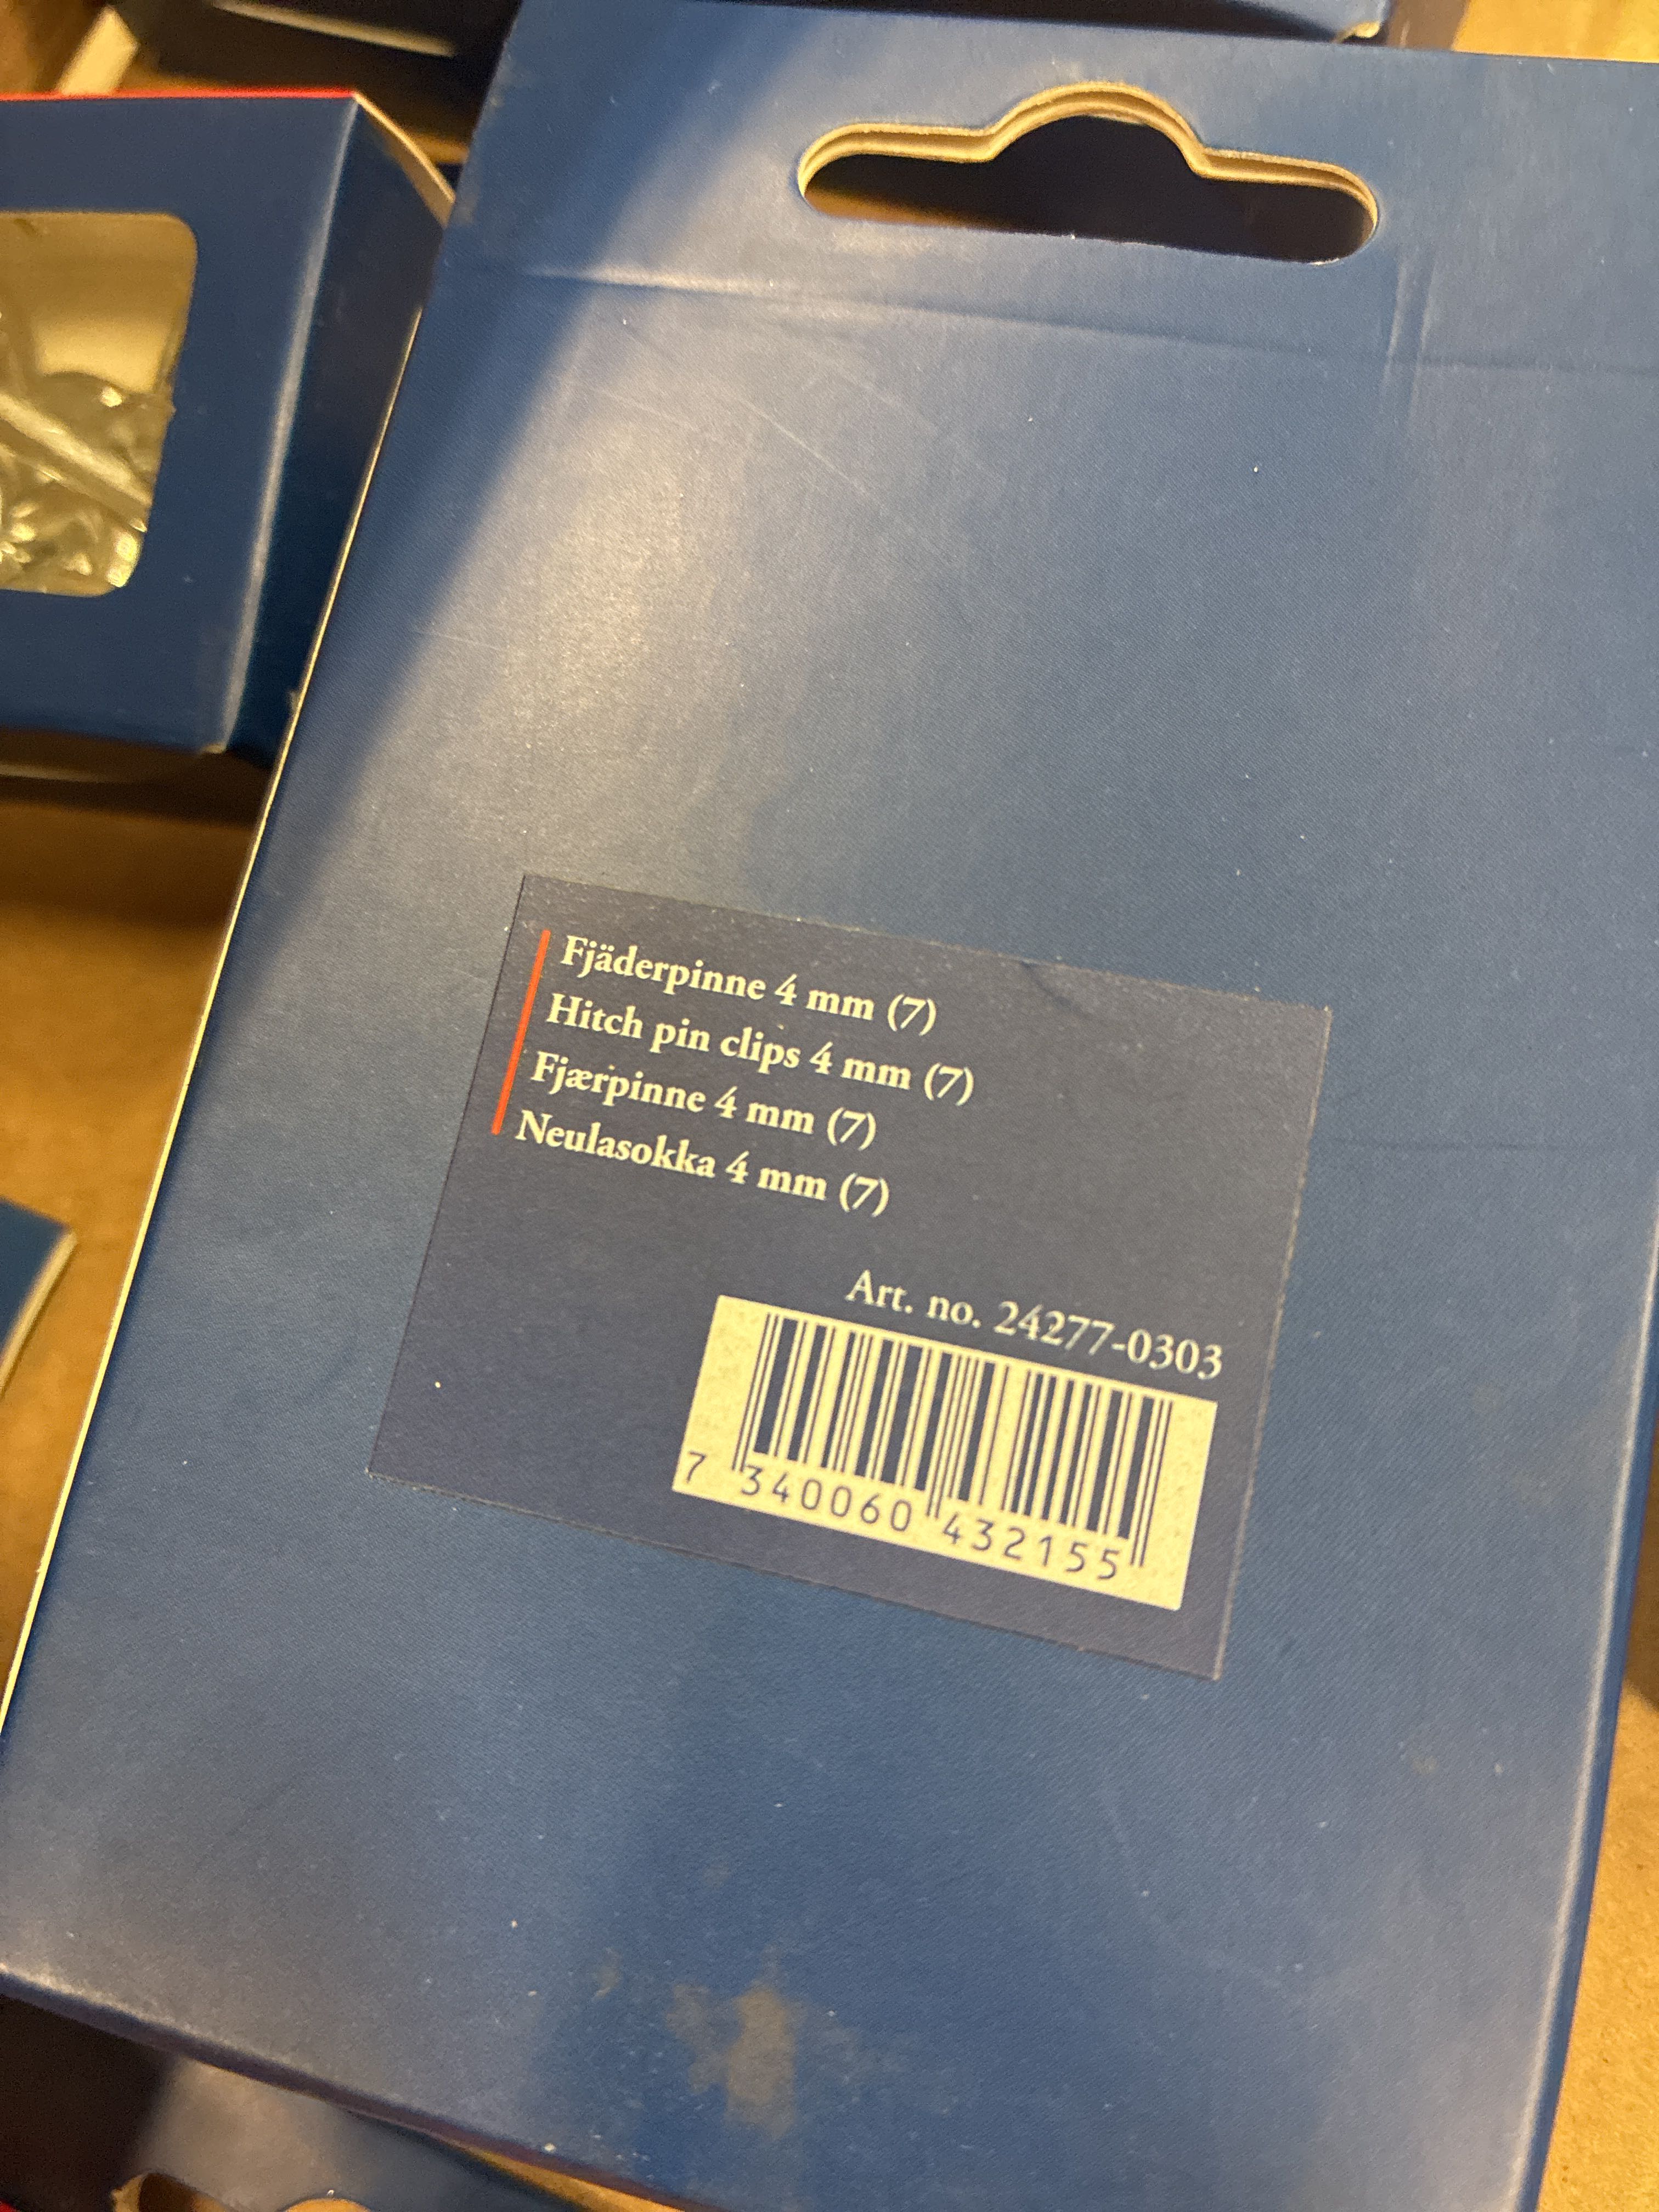 Fjäderpinne 4 mm (7)
Hitch pin clips 4 mm (7)
Fjærpinne 4 mm (7)
Neulasokka 4 mm (7)
Art. no. 24277-0303
7 340060 432155